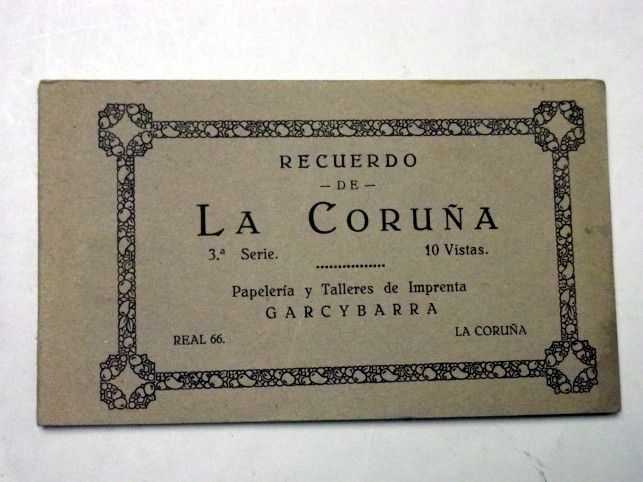 RECUERDO
— DE —
LA CORUÑA
3.ª Serie. 10 Vistas.
Papelería y Talleres de Imprenta
GARCYBARRA
REAL 66. LA CORUÑA